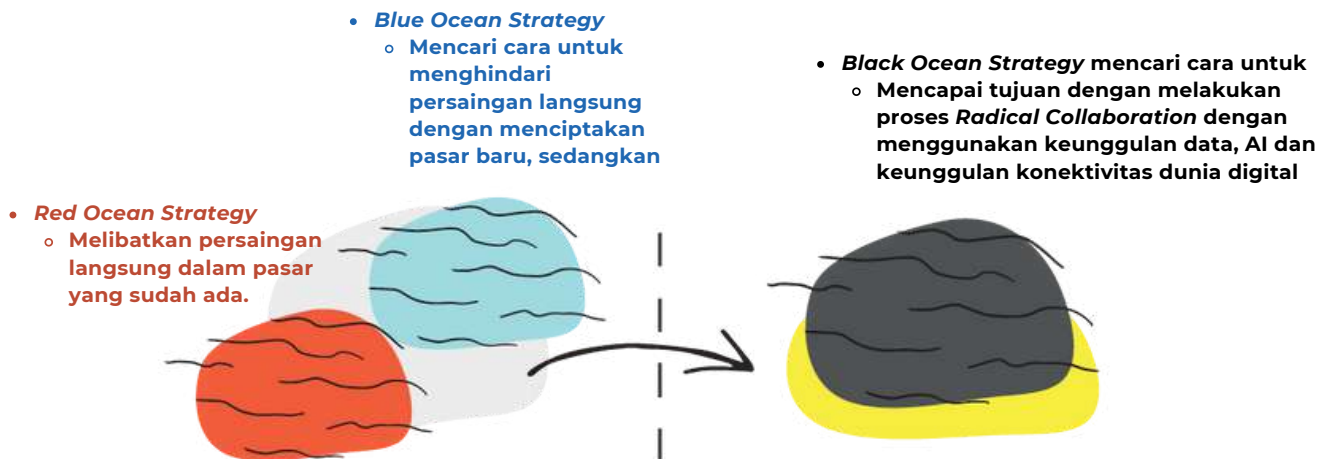 • Blue Ocean Strategy
∘ Mencari cara untuk
menghindari
persaingan langsung
dengan menciptakan
pasar baru, sedangkan
• Black Ocean Strategy mencari cara untuk
∘ Mencapai tujuan dengan melakukan
proses Radical Collaboration dengan
menggunakan keunggulan data, AI dan
keunggulan konektivitas dunia digital
• Red Ocean Strategy
∘ Melibatkan persaingan
langsung dalam pasar
yang sudah ada.